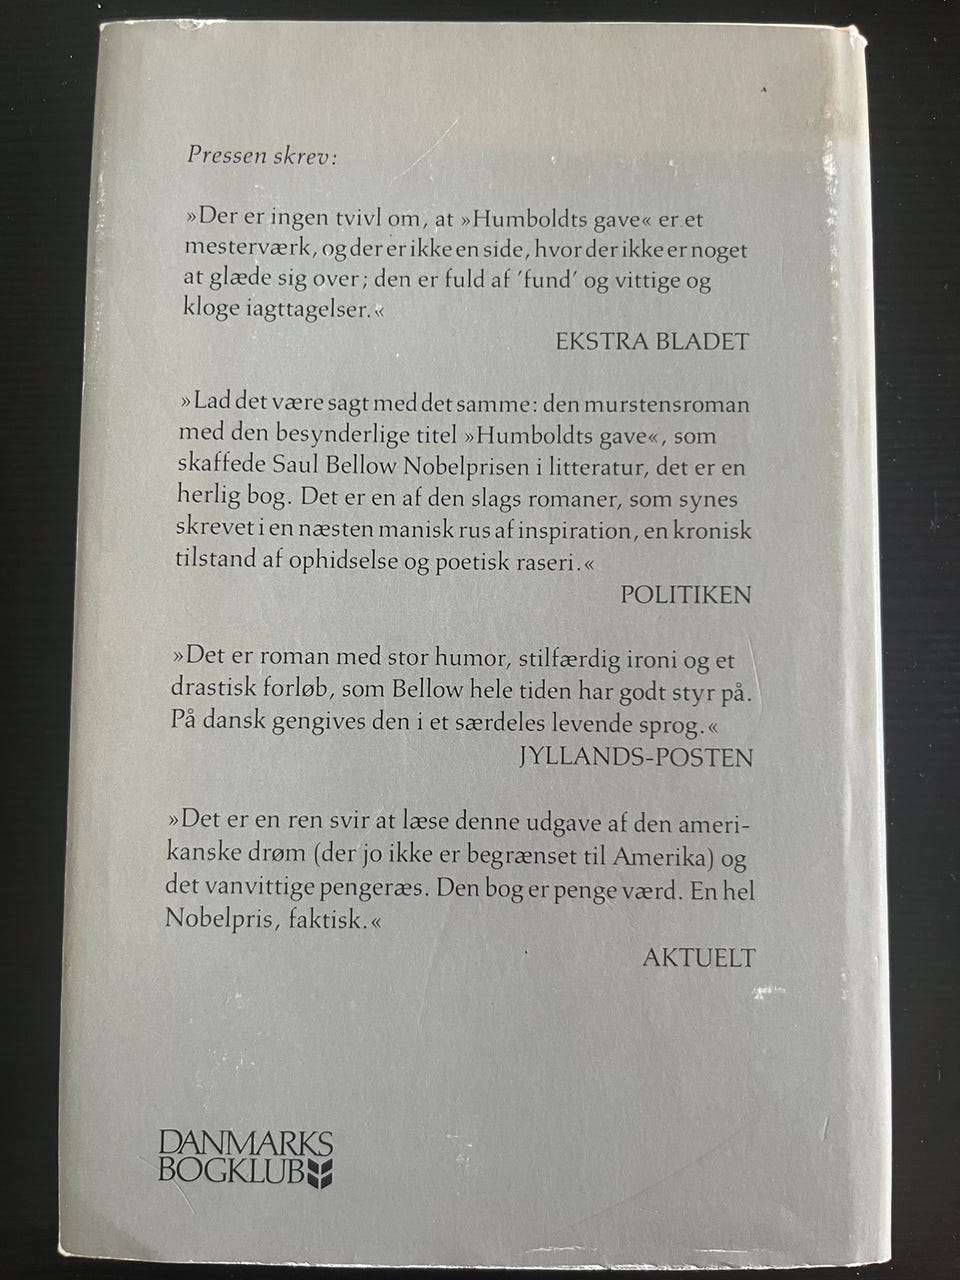 Pressen skrev:
»Der er ingen tvivl om, at »Humboldts gave« er et
mesterværk, og der er ikke en side, hvor der ikke er noget
at glæde sig over; den er fuld af 'fund' og vittige og
kloge iagttagelser.«
EKSTRA BLADET
»Lad det være sagt med det samme: den murstensroman
med den besynderlige titel »Humboldts gave«, som
skaffede Saul Bellow Nobelprisen i litteratur, det er en
herlig bog. Det er en af den slags romaner, som synes
skrevet i en næsten manisk rus af inspiration, en kronisk
tilstand af ophidselse og poetisk raseri.«
POLITIKEN
»Det er roman med stor humor, stilfærdig ironi og et
drastisk forløb, som Bellow hele tiden har godt styr på.
På dansk gengives den i et særdeles levende sprog.«
JYLLANDS-POSTEN
»Det er en ren svir at læse denne udgave af den ameri-
kanske drøm (der jo ikke er begrænset til Amerika) og
det vanvittige pengeræs. Den bog er penge værd. En hel
Nobelpris, faktisk.«
AKTUELT
DANMARKS
BOGKLUB